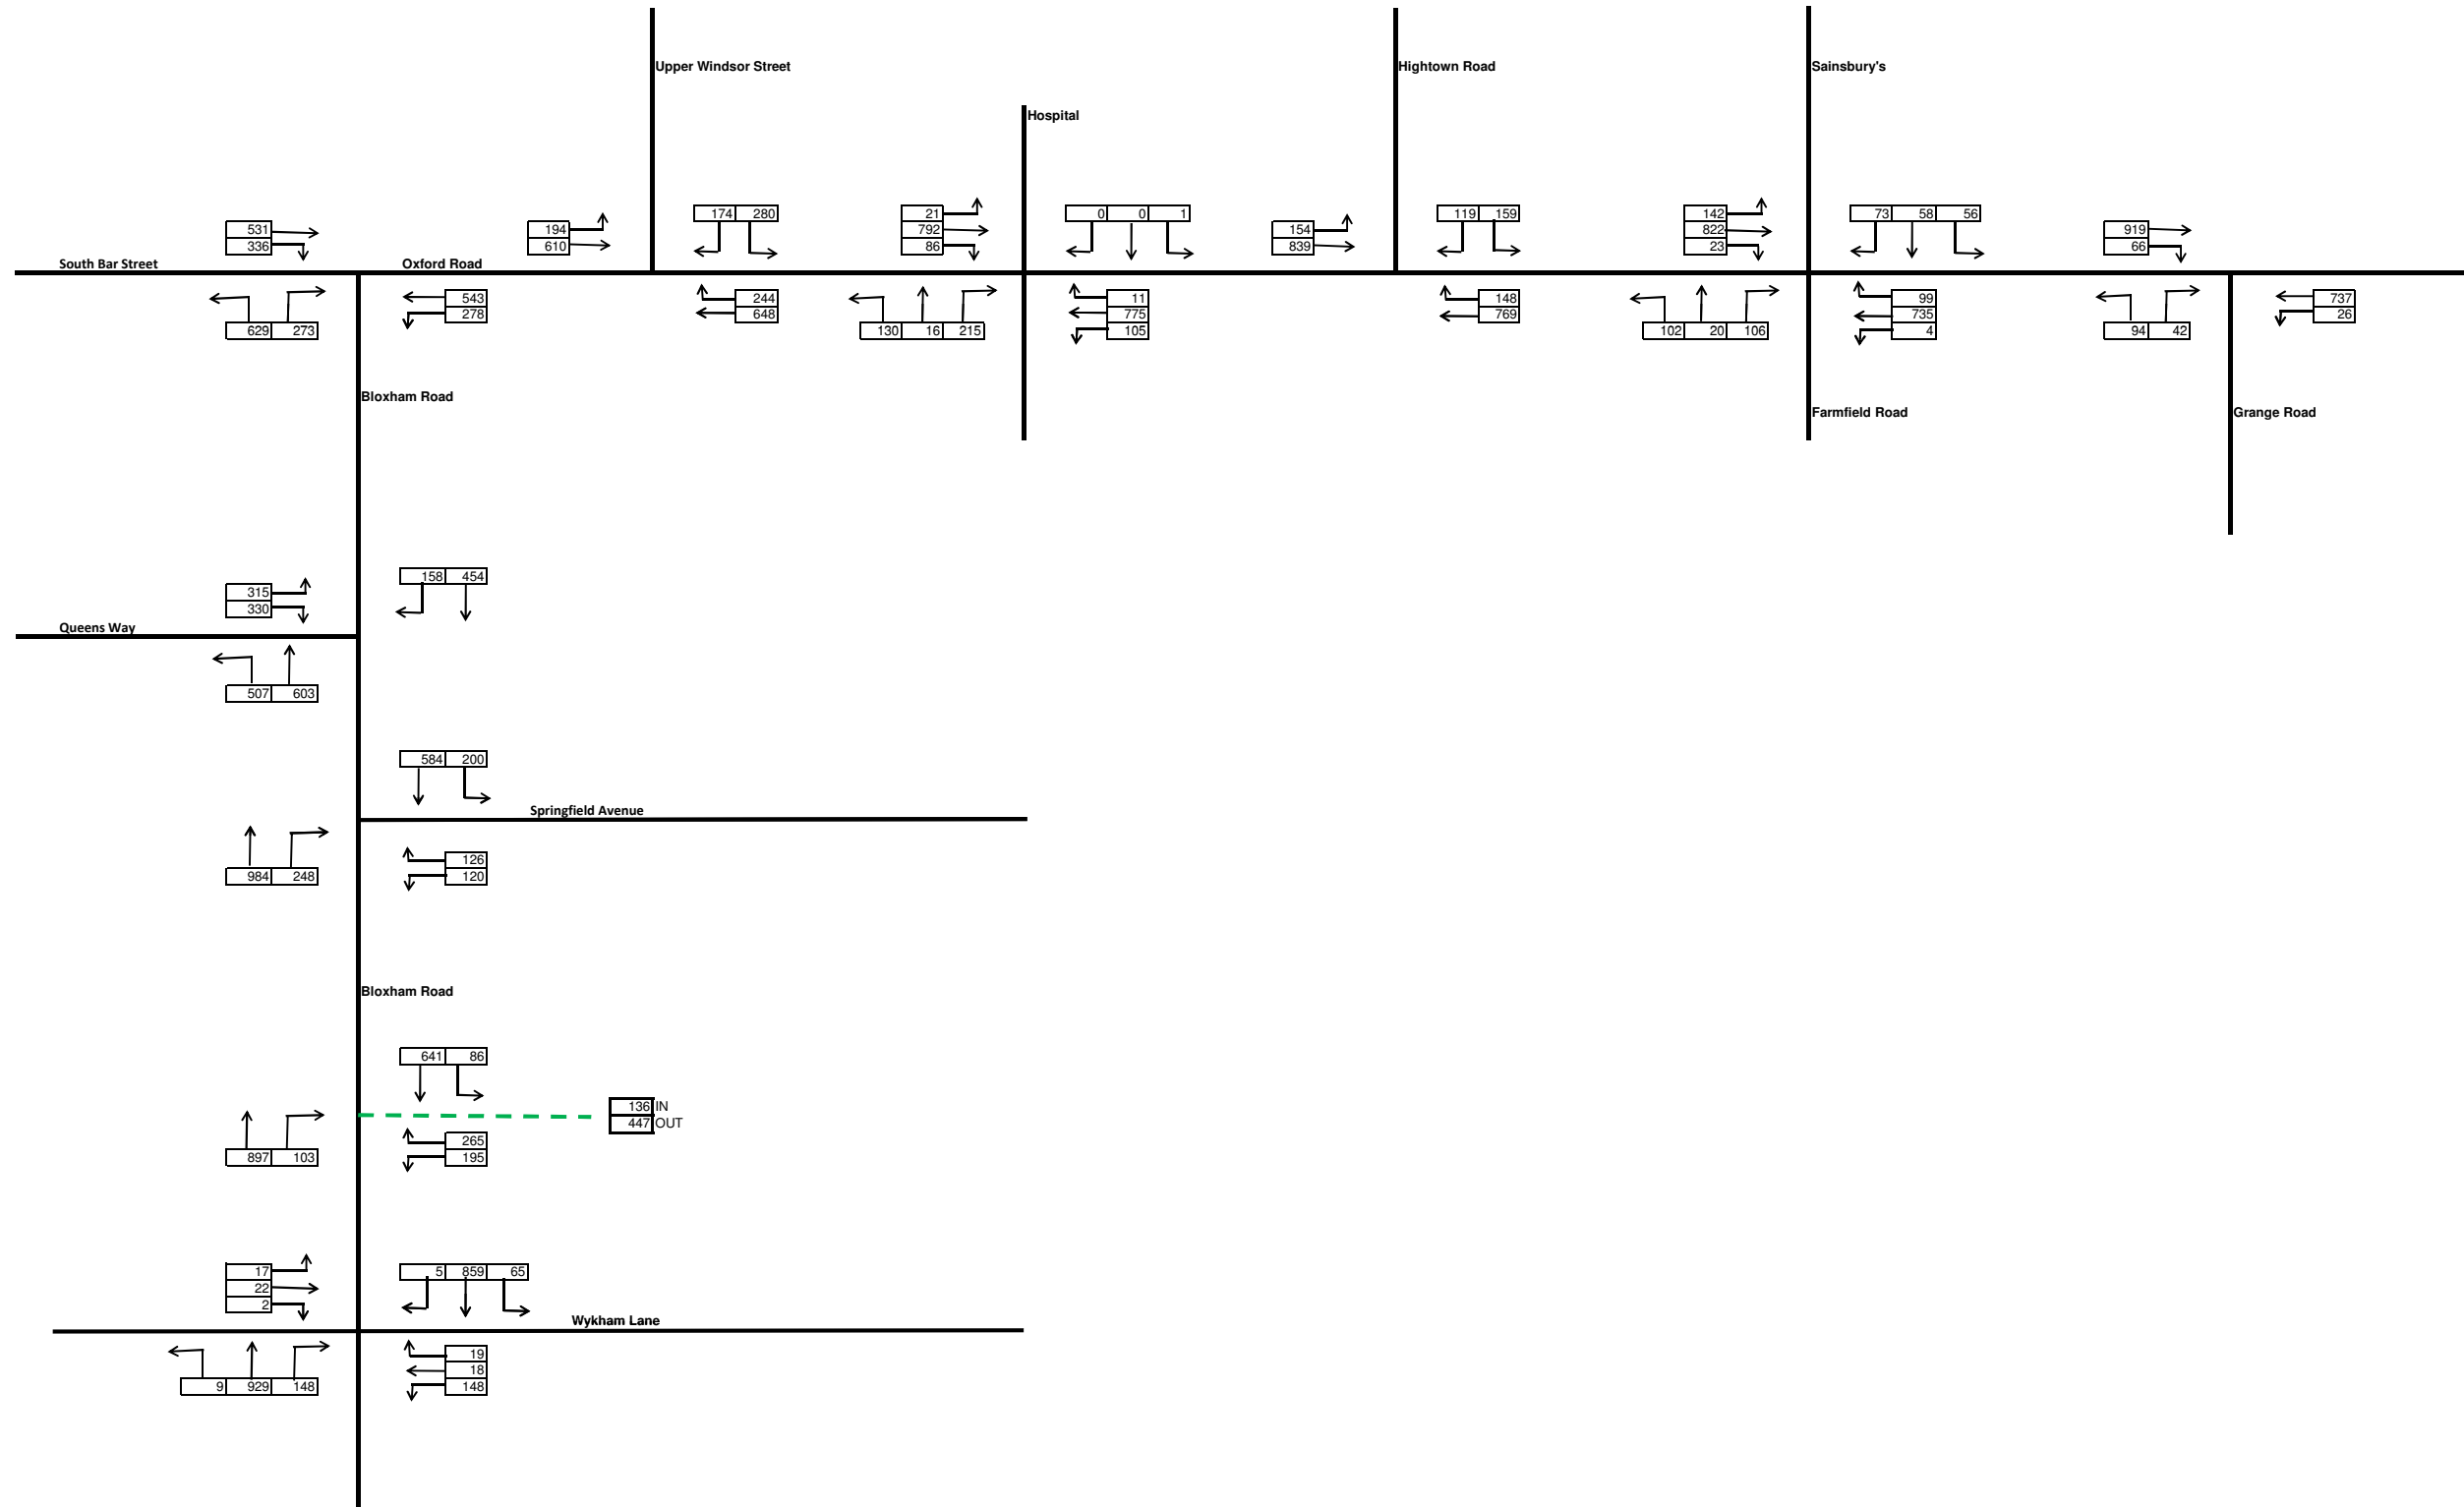 Upper Windsor Street
Hightown Road
Sainsbury's
Hospital
174 280
21
0 0 1
119 159
142
73 58 56
531
194
792
154
822
919
336
610
86
839
23
66
South Bar Street
Oxford Road
543
244
11
148
99
737
278
648
775
769
735
26
629 273
130 16 215
105
102 20 106
4
94 42
Bloxham Road
Farmfield Road
Grange Road
158 454
315
330
Queens Way
507 603
584 200
Springfield Avenue
126
984 248
120
Bloxham Road
641 86
136 IN
447 OUT
265
897 103
195
17
5 859 65
22
2
Wykham Lane
19
18
9 929 148
148